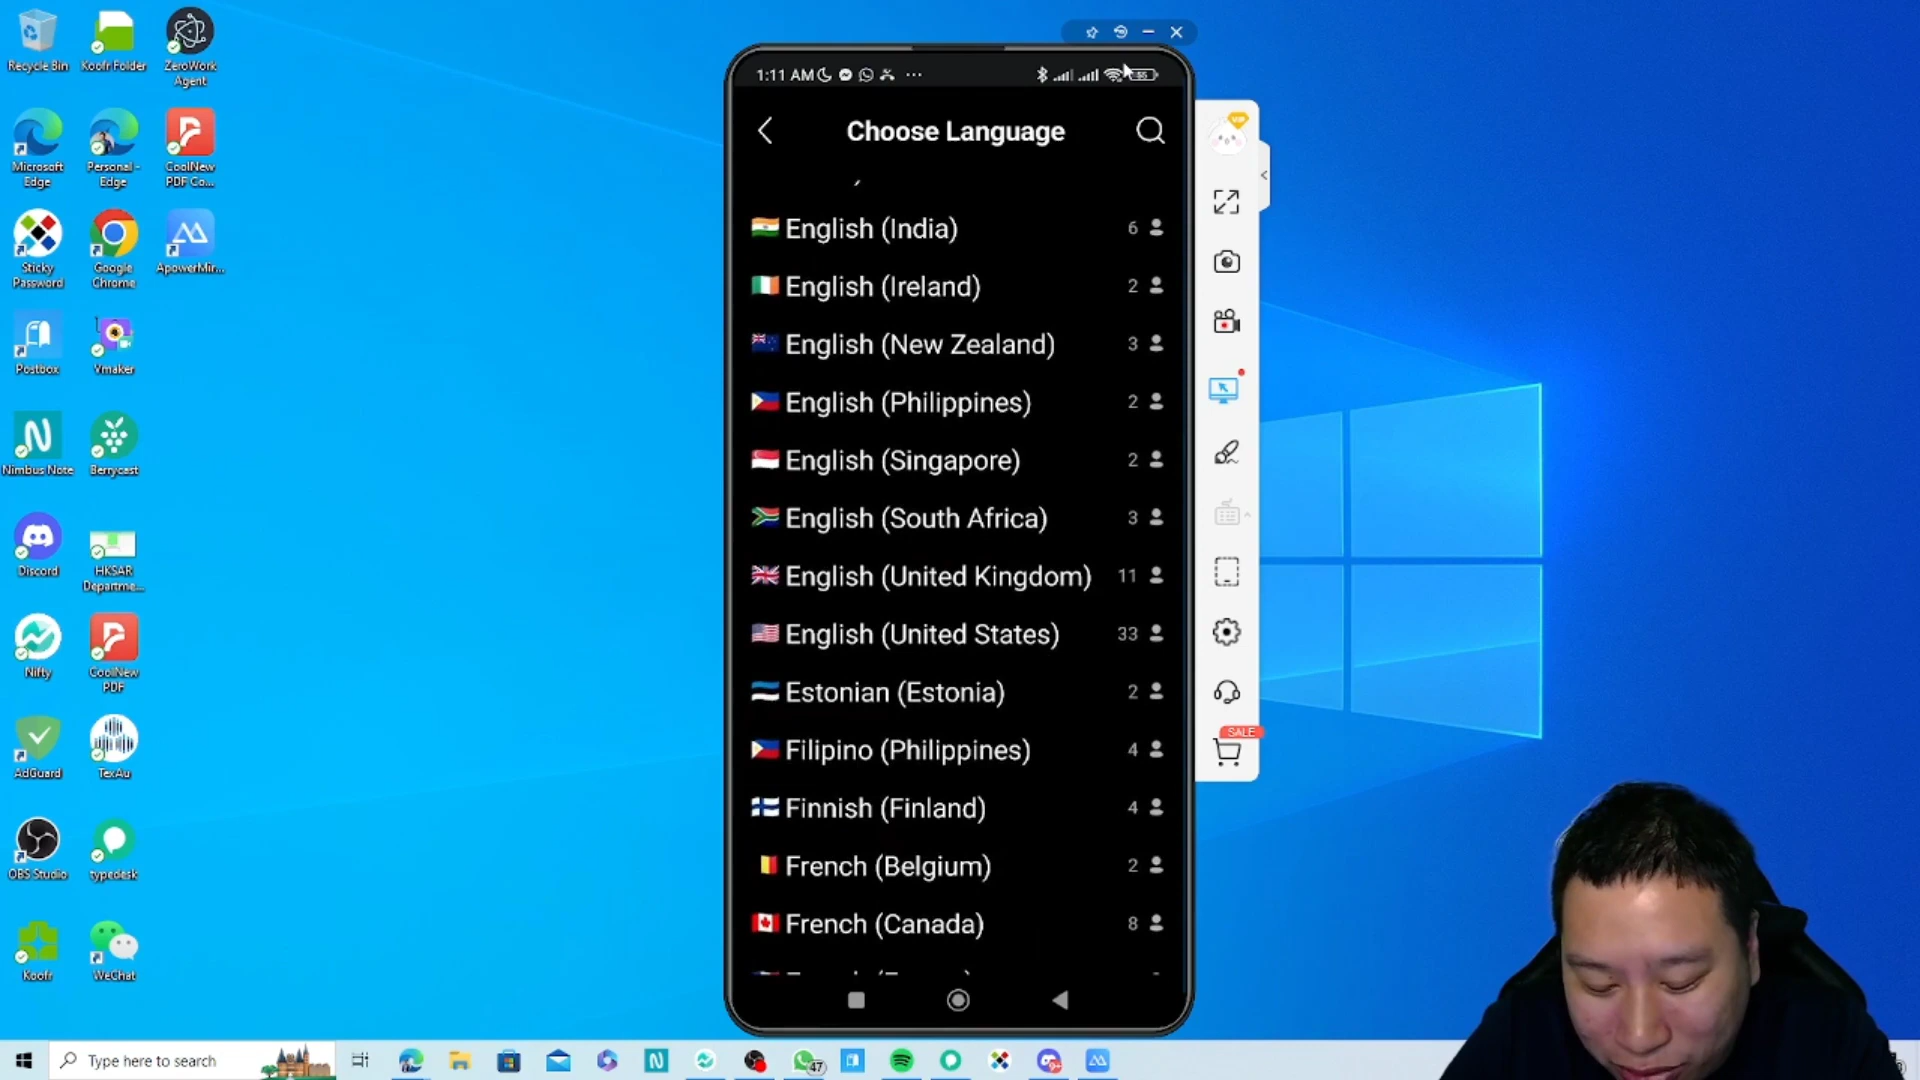 Recycle Bin
Koofr Folder
ZeroWork
Agent
Microsoft
Edge
Personal -
Edge
CoolNew
PDF Co...
Sticky
Password
Google
Chrome
ApowerMir...
Postbox
Vmaker
Nimbus Note
Berrycast
Discord
HKSAR
Departme...
Nifty
CoolNew
PDF
AdGuard
TexAu
OBS Studio
typedesk
Koofr
WeChat
1:11 AM
55
Choose Language
English (India) 6
English (Ireland) 2
English (New Zealand) 3
English (Philippines) 2
English (Singapore) 2
English (South Africa) 3
English (United Kingdom) 11
English (United States) 33
Estonian (Estonia) 2
Filipino (Philippines) 4
Finnish (Finland) 4
French (Belgium) 2
French (Canada) 8
VIP
SALE
Type here to search
47
9+